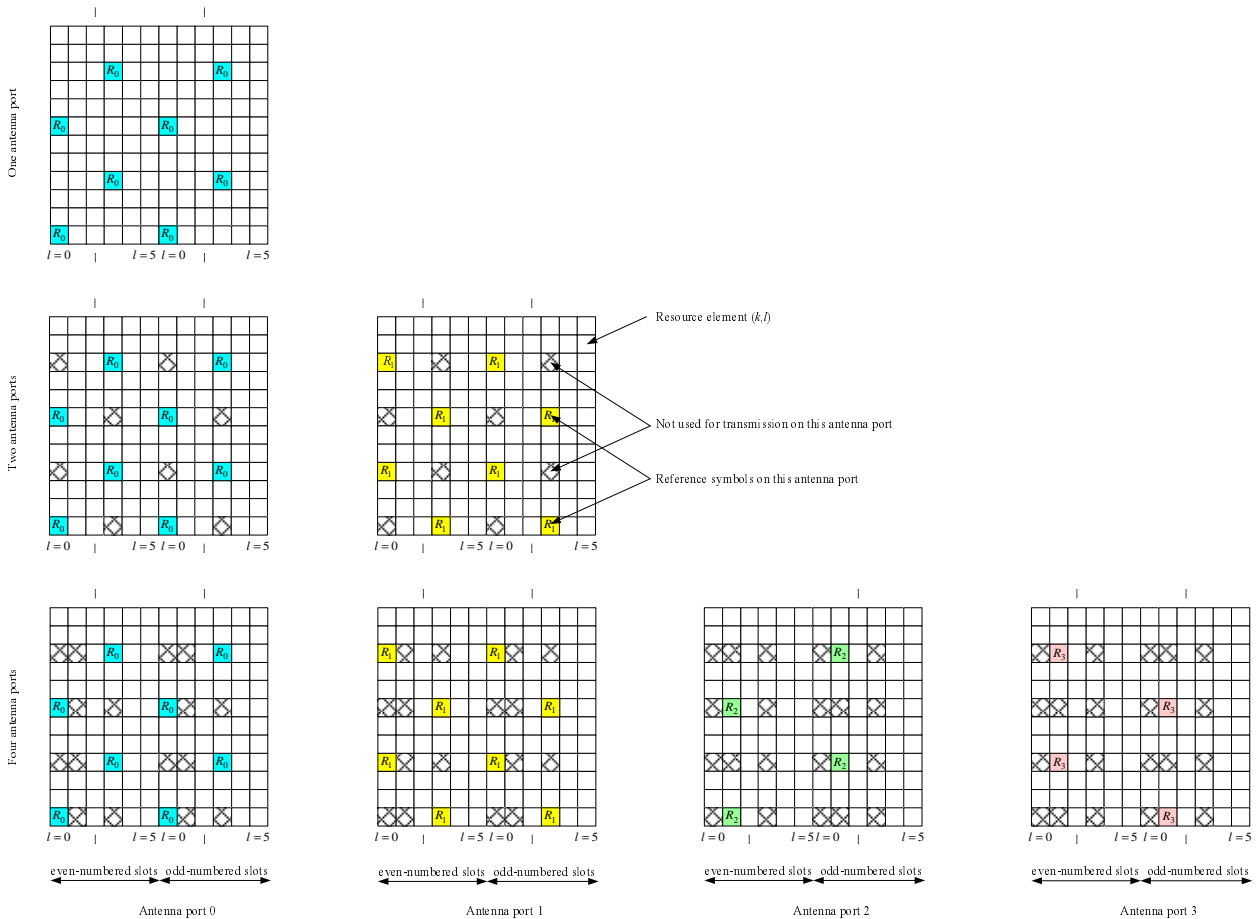 One antenna port
R0 R0
R0 R0
R0 R0
R0 R0
l = 0 l = 5 l = 0 l = 5
Two antenna ports
R0 R0
R0 R0
R0 R0
R0 R0
l = 0 l = 5 l = 0 l = 5
R1 R1
R1 R1
R1 R1
R1 R1
l = 0 l = 5 l = 0 l = 5
Resource element (k,l)
Not used for transmission on this antenna port
Reference symbols on this antenna port
Four antenna ports
R0 R0
R0 R0
R0 R0
R0 R0
l = 0 l = 5 l = 0 l = 5
even-numbered slots odd-numbered slots
Antenna port 0
R1 R1
R1 R1
R1 R1
R1 R1
l = 0 l = 5 l = 0 l = 5
even-numbered slots odd-numbered slots
Antenna port 1
R2
R2
R2
R2
l = 0 l = 5 l = 0 l = 5
even-numbered slots odd-numbered slots
Antenna port 2
R3
R3
R3
R3
l = 0 l = 5 l = 0 l = 5
even-numbered slots odd-numbered slots
Antenna port 3